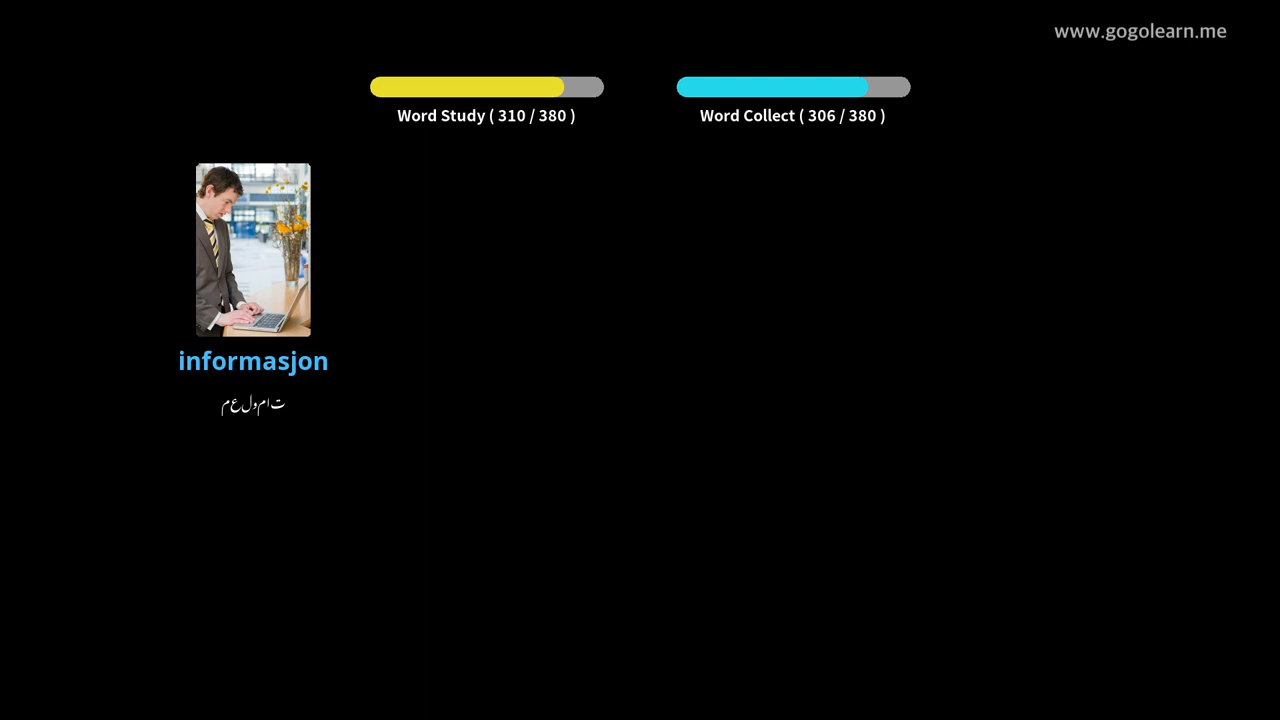 www.gogolearn.me
Word Study ( 310 / 380 )
Word Collect ( 306 / 380 )
informasjon
معلومات